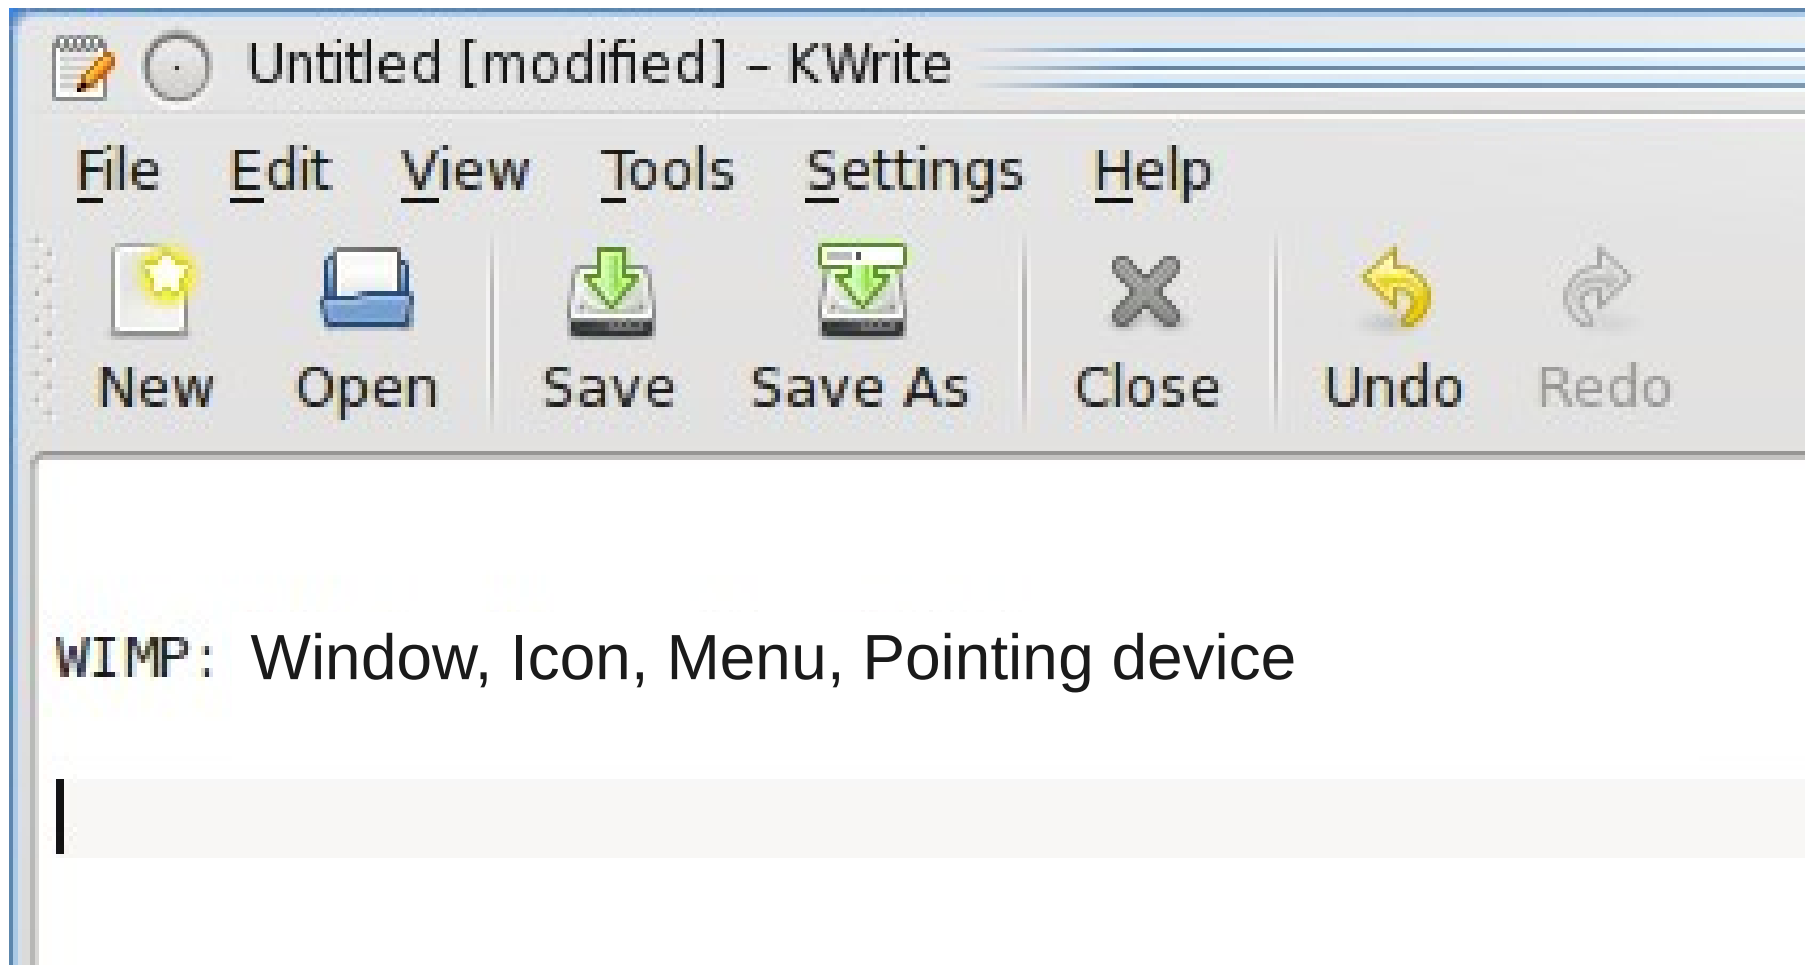 Untitled [modified] – KWrite
File Edit View Tools Settings Help
New Open Save Save As Close Undo Redo
WIMP: Window, Icon, Menu, Pointing device